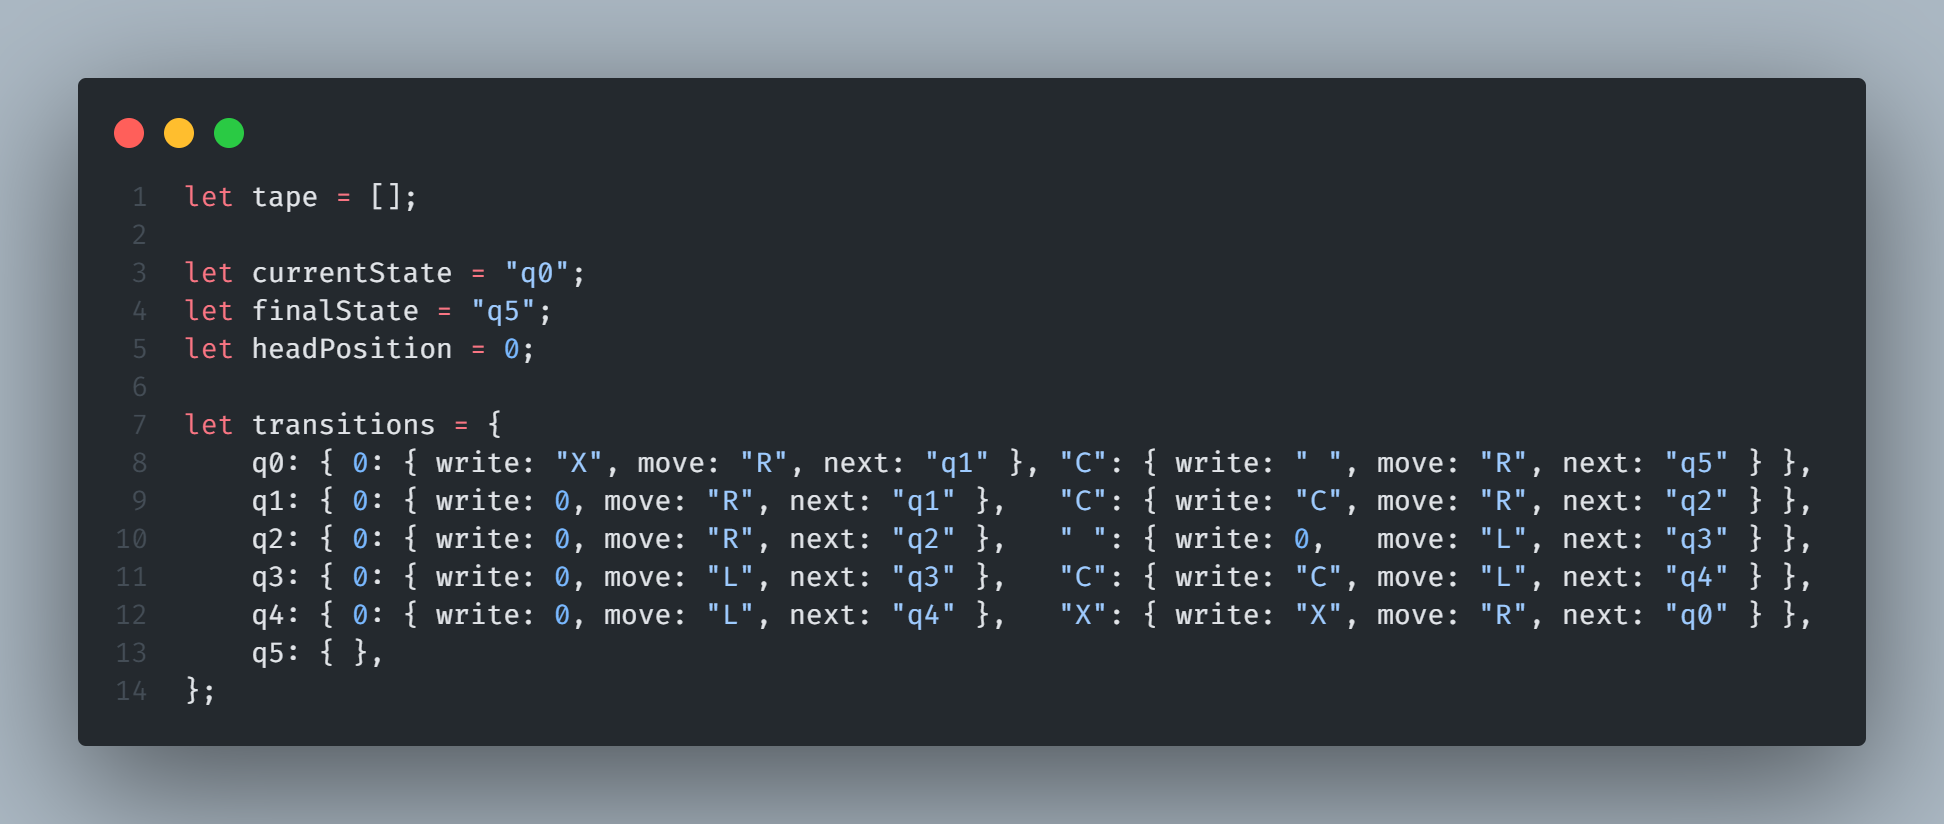 1 let tape = [];
2
3 let currentState = "q0";
4 let finalState = "q5";
5 let headPosition = 0;
6
7 let transitions = {
8     q0: { 0: { write: "X", move: "R", next: "q1" }, "C": { write: " ", move: "R", next: "q5" } },
9     q1: { 0: { write: 0, move: "R", next: "q1" },   "C": { write: "C", move: "R", next: "q2" } },
10     q2: { 0: { write: 0, move: "R", next: "q2" },   " ": { write: 0,   move: "L", next: "q3" } },
11     q3: { 0: { write: 0, move: "L", next: "q3" },   "C": { write: "C", move: "L", next: "q4" } },
12     q4: { 0: { write: 0, move: "L", next: "q4" },   "X": { write: "X", move: "R", next: "q0" } },
13     q5: { },
14 };